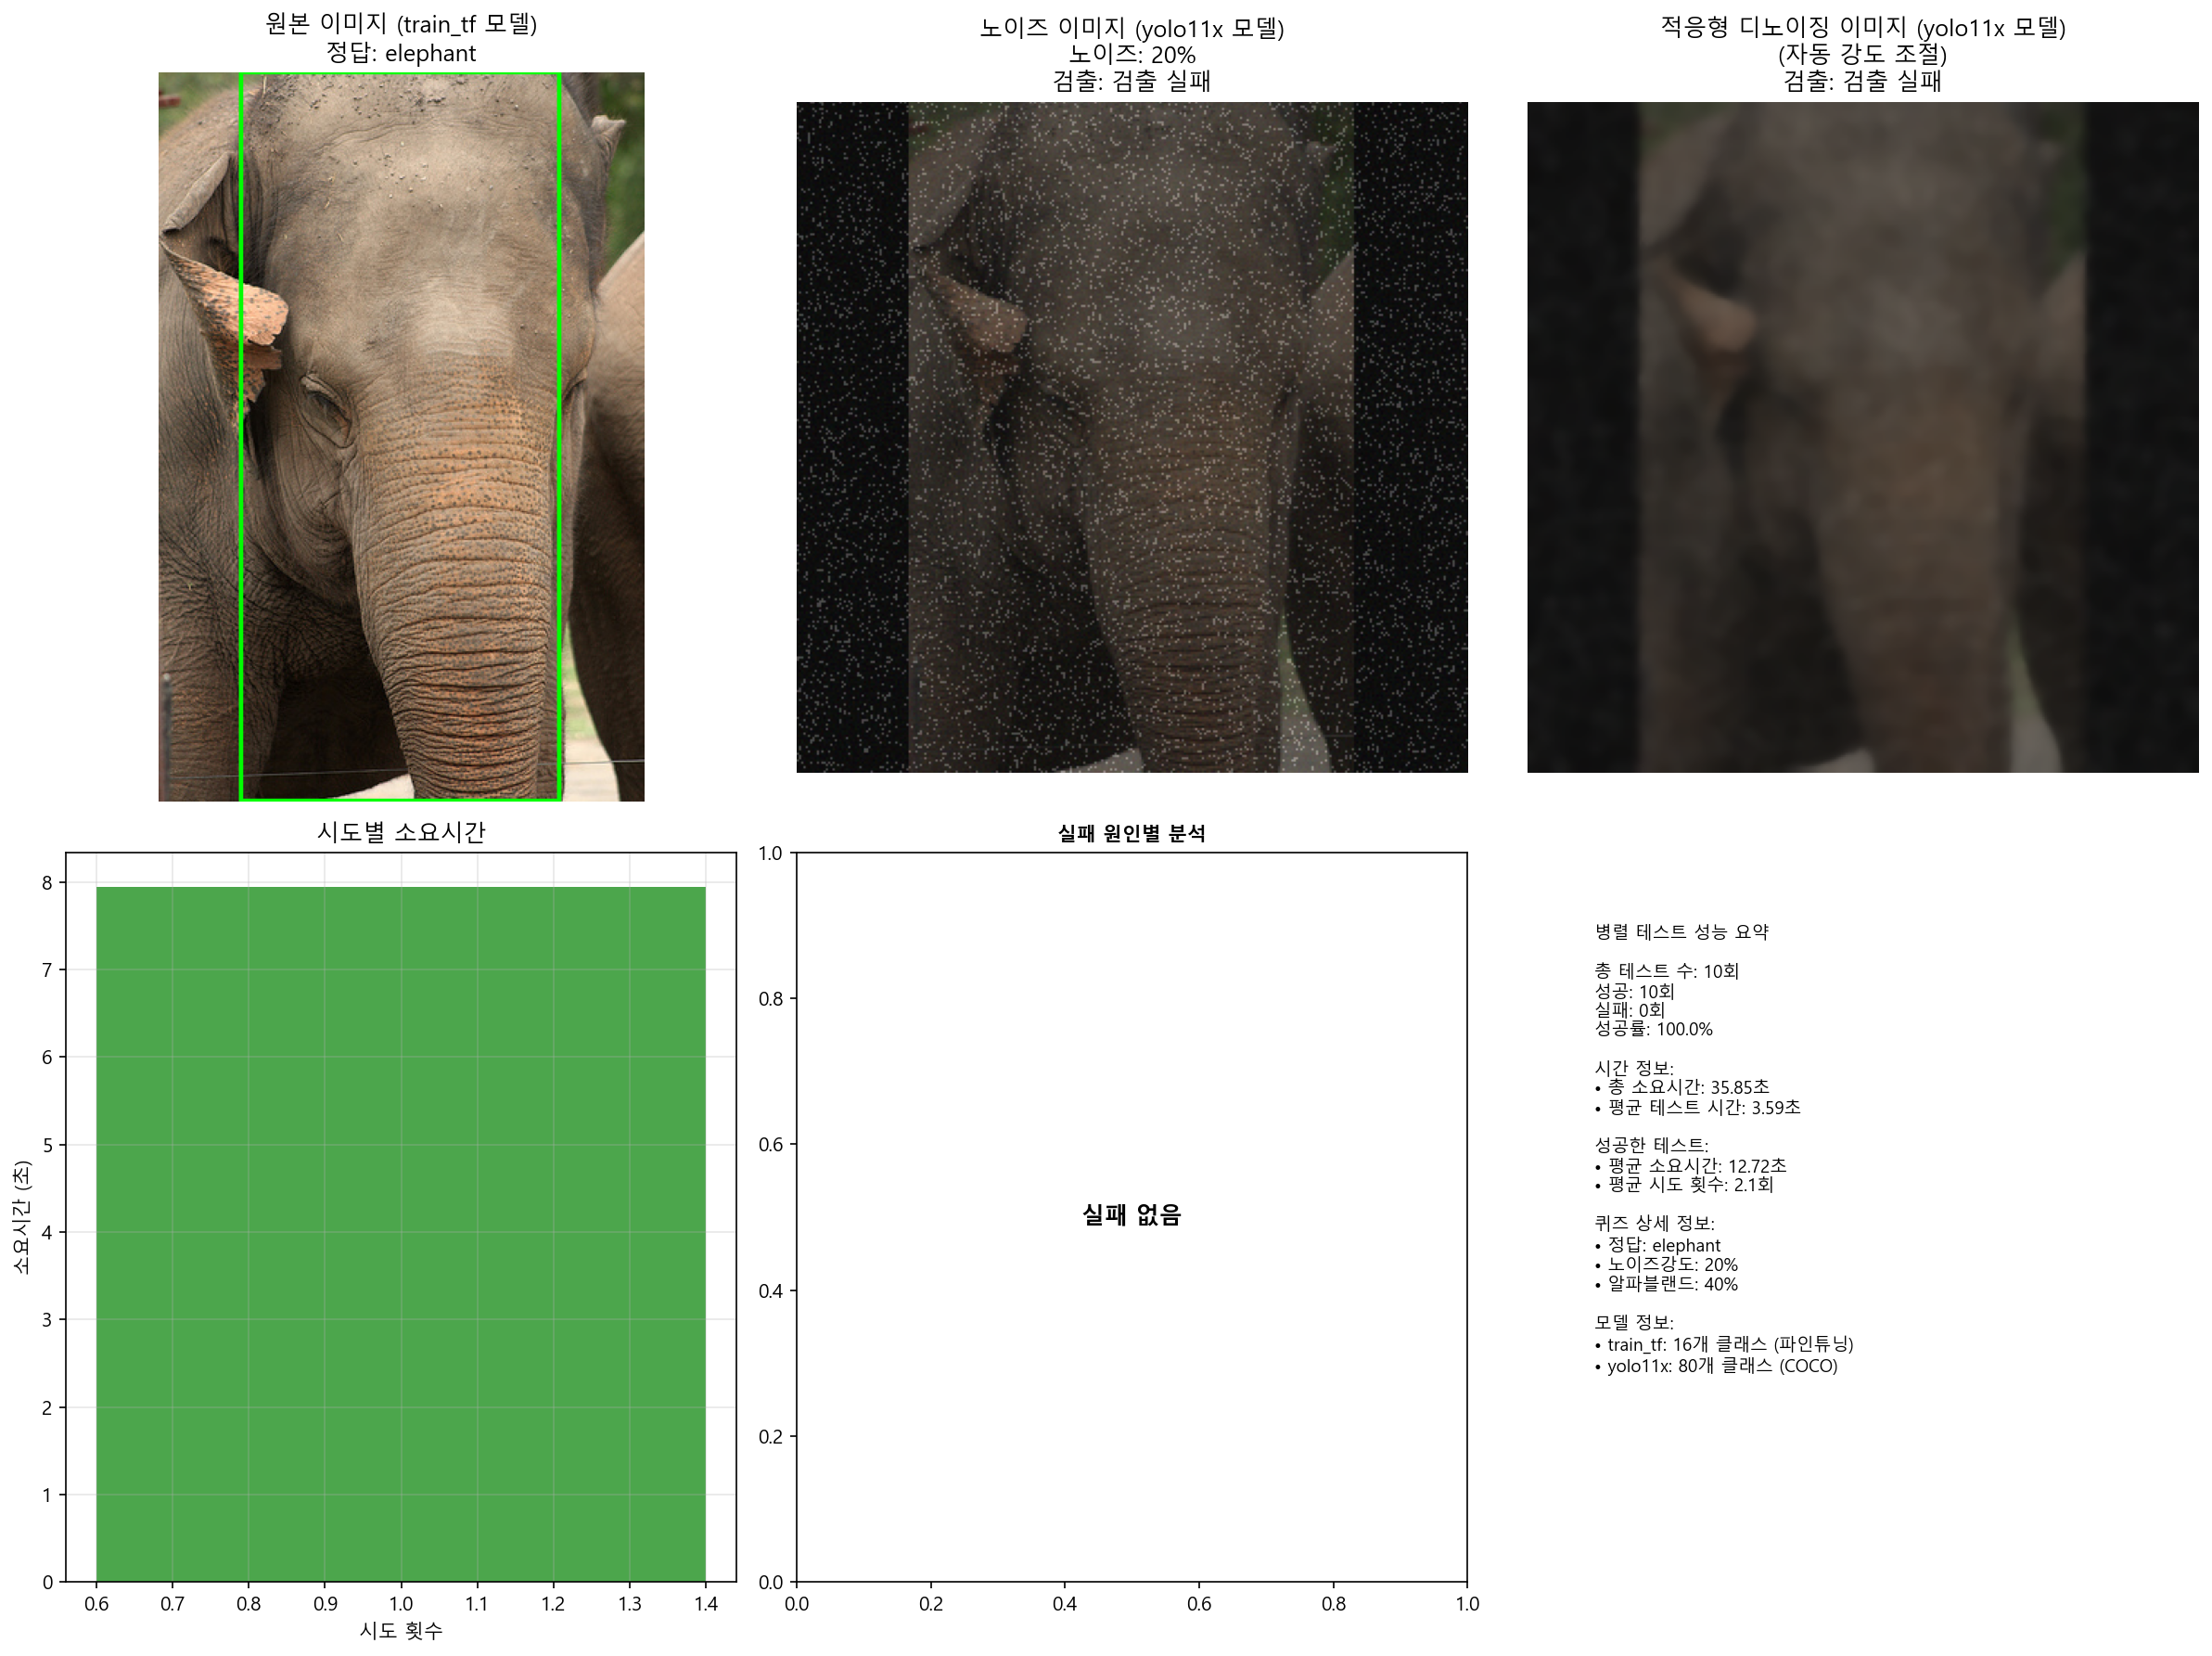 원본 이미지 (train_tf 모델)
정답: elephant
노이즈 이미지 (yolo11x 모델)
노이즈: 20%
검출: 검출 실패
적응형 디노이징 이미지 (yolo11x 모델)
(자동 강도 조절)
검출: 검출 실패
시도별 소요시간
소요시간 (초)
8
7
6
5
4
3
2
1
0
0.6 0.7 0.8 0.9 1.0 1.1 1.2 1.3 1.4
시도 횟수
실패 원인별 분석
1.0
0.8
0.6
0.4
0.2
0.0
실패 없음
0.0 0.2 0.4 0.6 0.8 1.0
병렬 테스트 성능 요약
총 테스트 수: 10회
성공: 10회
실패: 0회
성공률: 100.0%
시간 정보:
• 총 소요시간: 35.85초
• 평균 테스트 시간: 3.59초
성공한 테스트:
• 평균 소요시간: 12.72초
• 평균 시도 횟수: 2.1회
퀴즈 상세 정보:
• 정답: elephant
• 노이즈강도: 20%
• 알파블랜드: 40%
모델 정보:
• train_tf: 16개 클래스 (파인튜닝)
• yolo11x: 80개 클래스 (COCO)